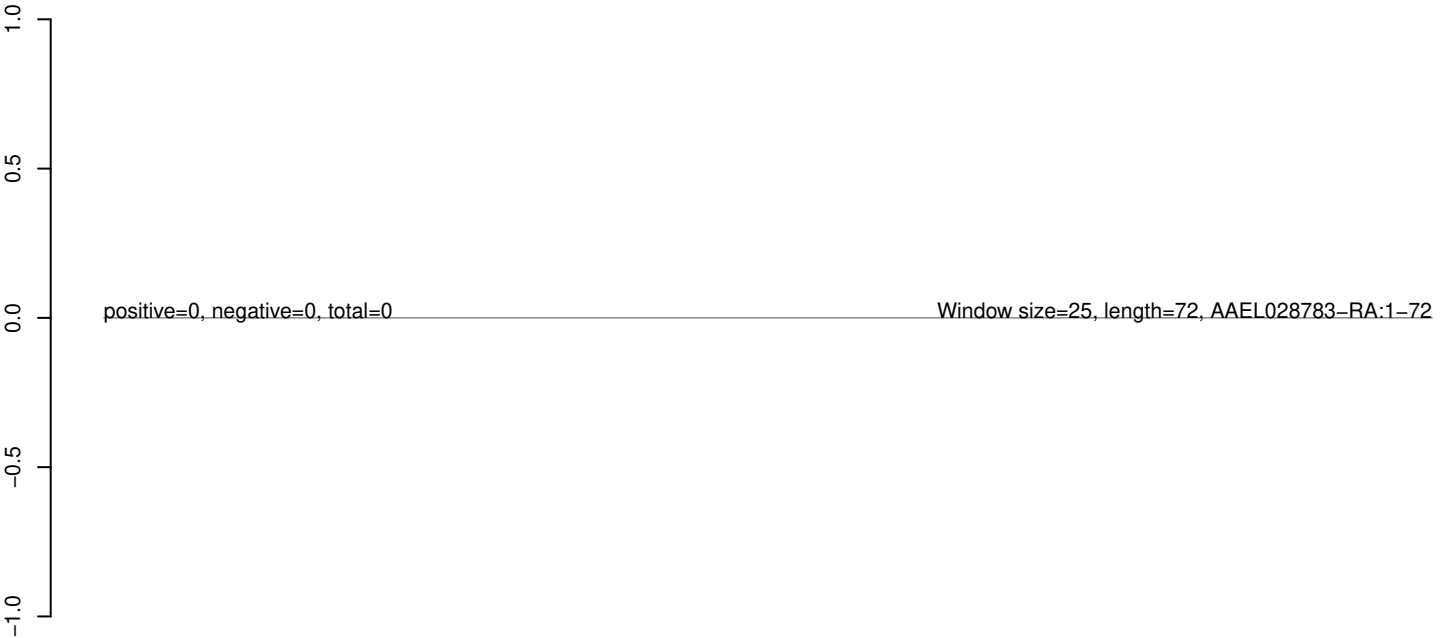 1.0
0.5
0.0
positive=0, negative=0, total=0
Window size=25, length=72, AAEL028783−RA:1−72
−0.5
−1.0